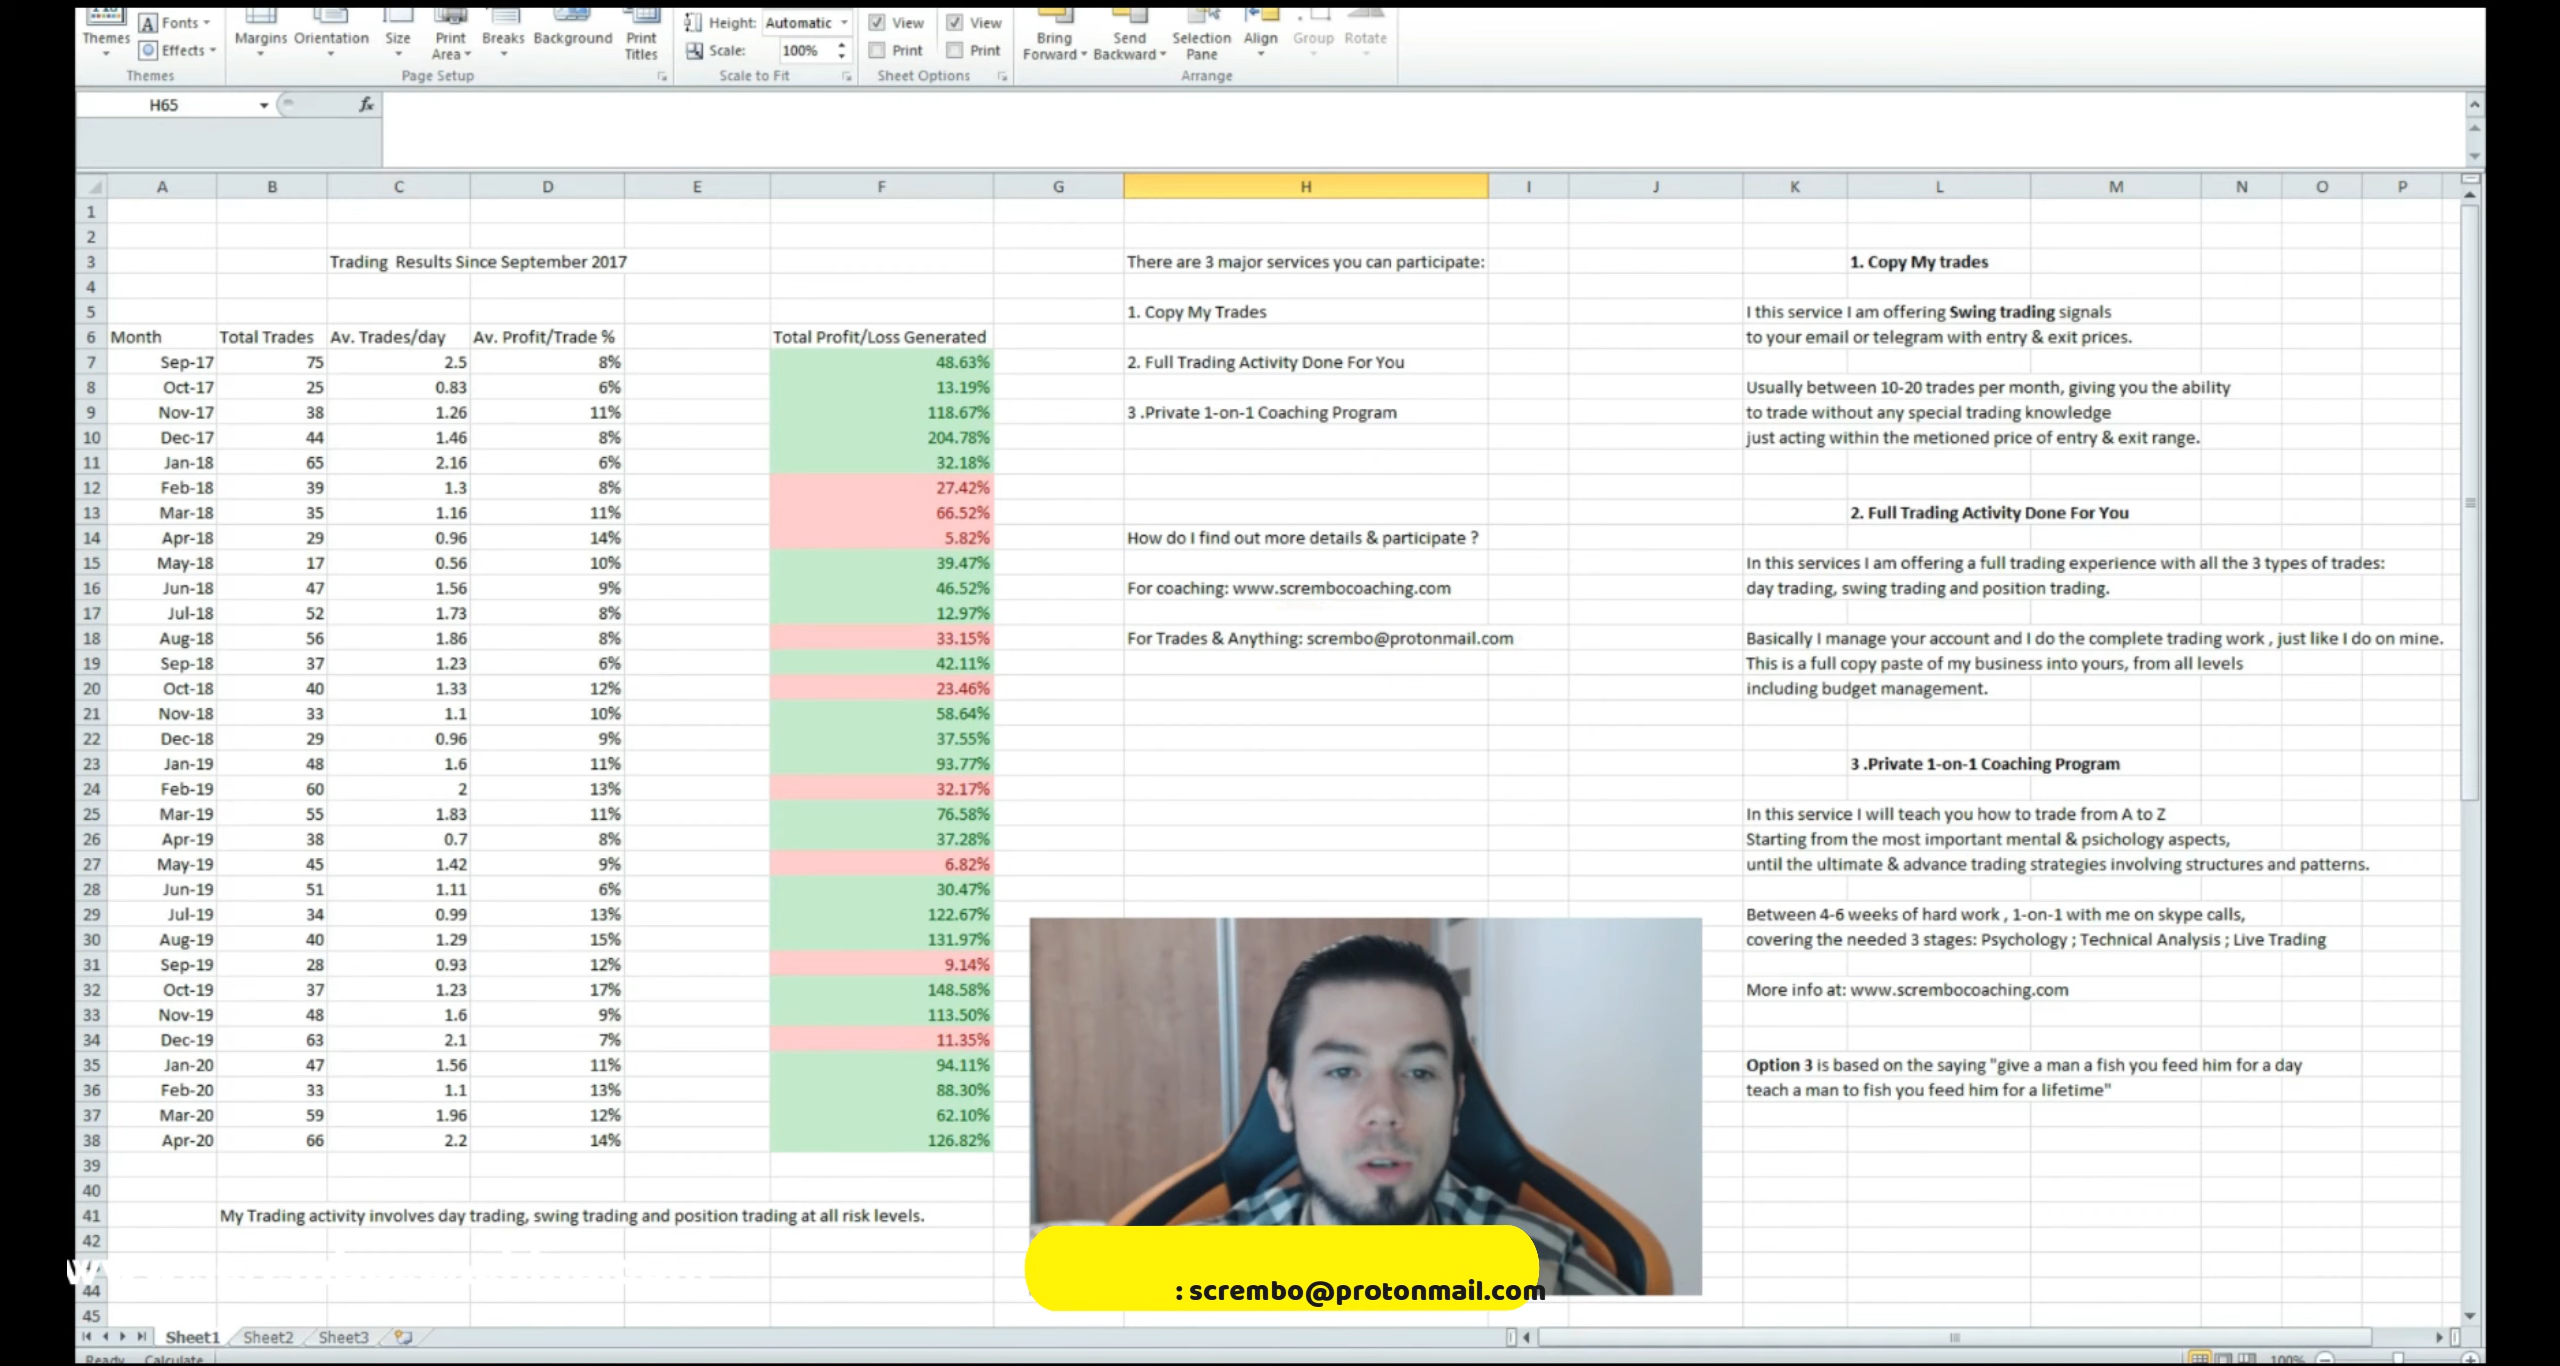 Themes
Fonts
Effects
Themes
Margins
Orientation
Size
Print Area
Breaks
Background
Print Titles
Page Setup
Height: Automatic
Scale: 100%
Scale to Fit
View View
Print Print
Sheet Options
Bring Forward
Send Backward
Selection Pane
Align
Group
Rotate
Arrange
H65 fx
A B C D E F G H I J K L M N O P
1
2
3 Trading Results Since September 2017
4
5
6 Month Total Trades Av. Trades/day Av. Profit/Trade % Total Profit/Loss Generated
7 Sep-17 75 2.5 8% 48.63%
8 Oct-17 25 0.83 6% 13.19%
9 Nov-17 38 1.26 11% 118.67%
10 Dec-17 44 1.46 8% 204.78%
11 Jan-18 65 2.16 6% 32.18%
12 Feb-18 39 1.3 8% 27.42%
13 Mar-18 35 1.16 11% 66.52%
14 Apr-18 29 0.96 14% 5.82%
15 May-18 17 0.56 10% 39.47%
16 Jun-18 47 1.56 9% 46.52%
17 Jul-18 52 1.73 8% 12.97%
18 Aug-18 56 1.86 8% 33.15%
19 Sep-18 37 1.23 6% 42.11%
20 Oct-18 40 1.33 12% 23.46%
21 Nov-18 33 1.1 10% 58.64%
22 Dec-18 29 0.96 9% 37.55%
23 Jan-19 48 1.6 11% 93.77%
24 Feb-19 60 2 13% 32.17%
25 Mar-19 55 1.83 11% 76.58%
26 Apr-19 38 0.7 8% 37.28%
27 May-19 45 1.42 9% 6.82%
28 Jun-19 51 1.11 6% 30.47%
29 Jul-19 34 0.99 13% 122.67%
30 Aug-19 40 1.29 15% 131.97%
31 Sep-19 28 0.93 12% 9.14%
32 Oct-19 37 1.23 17% 148.58%
33 Nov-19 48 1.6 9% 113.50%
34 Dec-19 63 2.1 7% 11.35%
35 Jan-20 47 1.56 11% 94.11%
36 Feb-20 33 1.1 13% 88.30%
37 Mar-20 59 1.96 12% 62.10%
38 Apr-20 66 2.2 14% 126.82%
39
40
41 My Trading activity involves day trading, swing trading and position trading at all risk levels.
42
44
45
There are 3 major services you can participate:
1. Copy My Trades
2. Full Trading Activity Done For You
3 .Private 1-on-1 Coaching Program
How do I find out more details & participate ?
For coaching: www.scrembocoaching.com
For Trades & Anything: scrembo@protonmail.com
1. Copy My trades
I this service I am offering Swing trading signals
to your email or telegram with entry & exit prices.
Usually between 10-20 trades per month, giving you the ability
to trade without any special trading knowledge
just acting within the metioned price of entry & exit range.
2. Full Trading Activity Done For You
In this services I am offering a full trading experience with all the 3 types of trades:
day trading, swing trading and position trading.
Basically I manage your account and I do the complete trading work , just like I do on mine.
This is a full copy paste of my business into yours, from all levels
including budget management.
3 .Private 1-on-1 Coaching Program
In this service I will teach you how to trade from A to Z
Starting from the most important mental & psichology aspects,
until the ultimate & advance trading strategies involving structures and patterns.
Between 4-6 weeks of hard work , 1-on-1 with me on skype calls,
covering the needed 3 stages: Psychology ; Technical Analysis ; Live Trading
More info at: www.scrembocoaching.com
Option 3 is based on the saying "give a man a fish you feed him for a day
teach a man to fish you feed him for a lifetime"
: scrembo@protonmail.com
Sheet1 Sheet2 Sheet3
Ready Calculate
100%